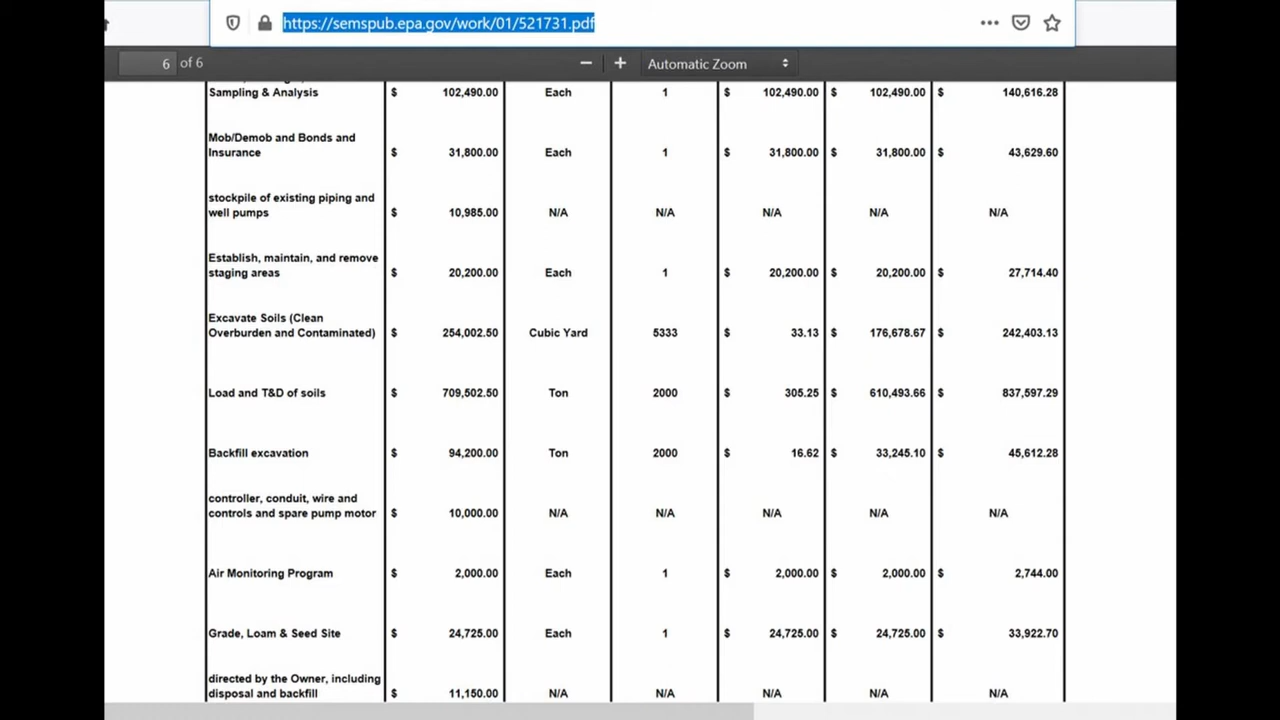 https://semspub.epa.gov/work/01/521731.pdf
6 of 6 Automatic Zoom
Sampling & Analysis $ 102,490.00 Each 1 $ 102,490.00 $ 102,490.00 $ 140,616.28
Mob/Demob and Bonds and
Insurance $ 31,800.00 Each 1 $ 31,800.00 $ 31,800.00 $ 43,629.60
stockpile of existing piping and
well pumps $ 10,985.00 N/A N/A N/A N/A N/A
Establish, maintain, and remove
staging areas $ 20,200.00 Each 1 $ 20,200.00 $ 20,200.00 $ 27,714.40
Excavate Soils (Clean
Overburden and Contaminated) $ 254,002.50 Cubic Yard 5333 $ 33.13 $ 176,678.67 $ 242,403.13
Load and T&D of soils $ 709,502.50 Ton 2000 $ 305.25 $ 610,493.66 $ 837,597.29
Backfill excavation $ 94,200.00 Ton 2000 $ 16.62 $ 33,245.10 $ 45,612.28
controller, conduit, wire and
controls and spare pump motor $ 10,000.00 N/A N/A N/A N/A N/A
Air Monitoring Program $ 2,000.00 Each 1 $ 2,000.00 $ 2,000.00 $ 2,744.00
Grade, Loam & Seed Site $ 24,725.00 Each 1 $ 24,725.00 $ 24,725.00 $ 33,922.70
directed by the Owner, including
disposal and backfill $ 11,150.00 N/A N/A N/A N/A N/A